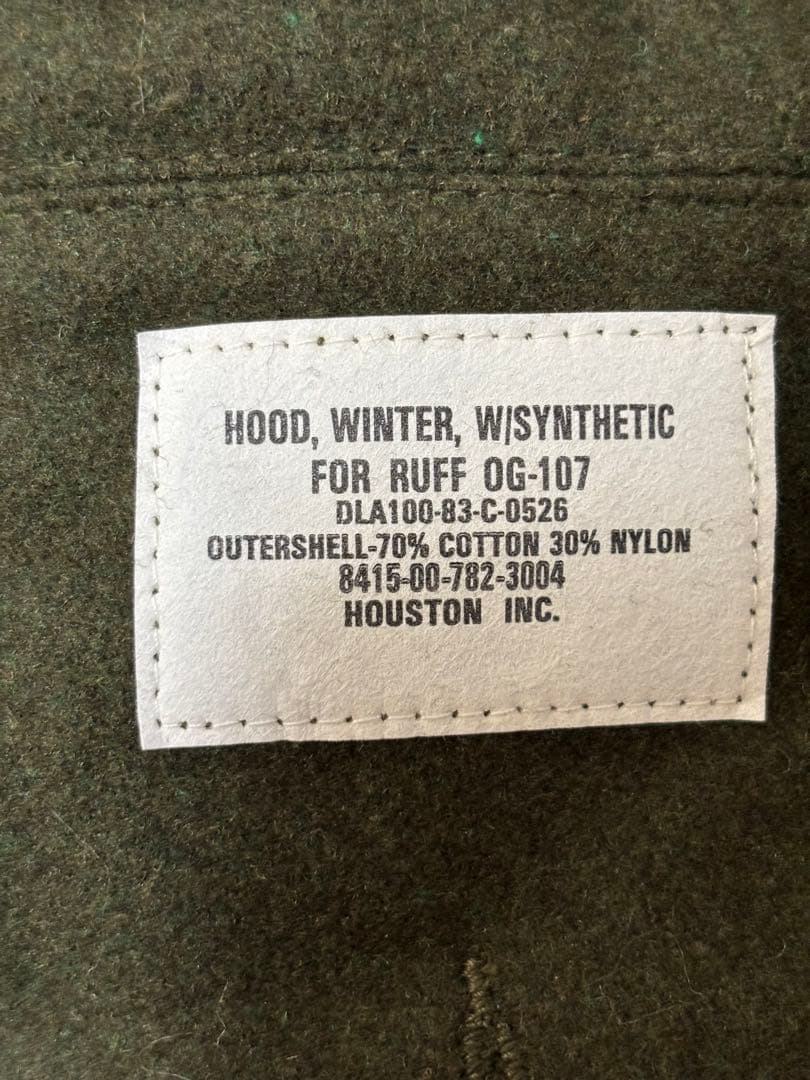 HOOD, WINTER, W/SYNTHETIC
FOR RUFF OG-107
DLA100-83-C-0526
OUTERSHELL-70% COTTON 30% NYLON
8415-00-782-3004
HOUSTON INC.